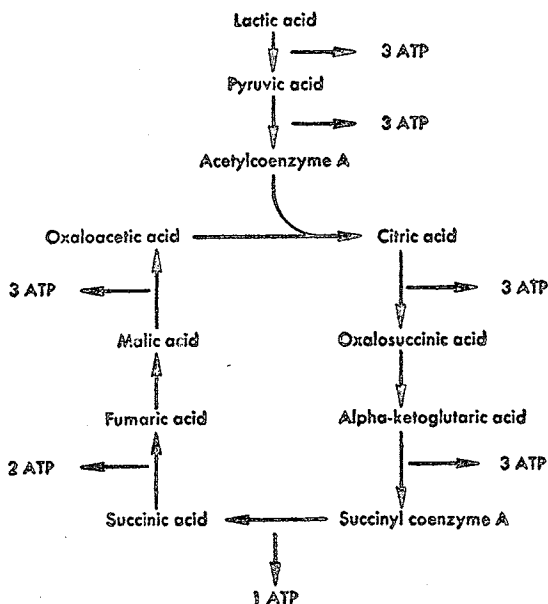 Lactic acid
3 ATP
Pyruvic acid
3 ATP
Acetylcoenzyme A
Oxaloacetic acid
Citric acid
3 ATP
3 ATP
Malic acid
Oxalosuccinic acid
Fumaric acid
Alpha-ketoglutaric acid
2 ATP
3 ATP
Succinic acid
Succinyl coenzyme A
1 ATP